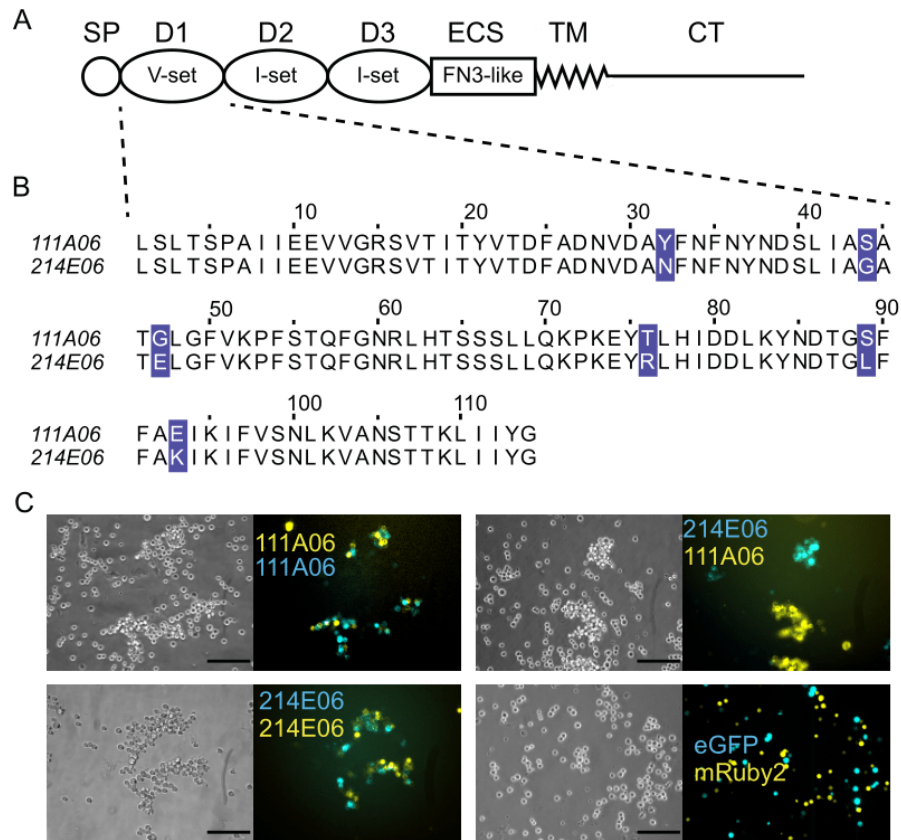 A
SP D1 D2 D3 ECS TM CT
V-set I-set I-set FN3-like
B
10 20 30 40
111A06 LSLTSPAIIEEVVGRSVTITYVTDFADNVDAYFNFNYNDSLIASA
214E06 LSLTSPAIIEEVVGRSVTITYVTDFADNVDANFNFNYNDSLIAGA
50 60 70 80 90
111A06 TGLGFVKPFSTQFGNRLHTSSSLLQKPKEYTLHIDDLKYNDTGSF
214E06 TELGFVKPFSTQFGNRLHTSSSLLQKPKEYRLHIDDLKYNDTGLF
100 110
111A06 FAEIKIFVSNLKVANSTTKLIIYG
214E06 FAKIKIFVSNLKVANSTTKLIIYG
C
111A06
111A06
214E06
111A06
214E06
214E06
eGFP
mRuby2